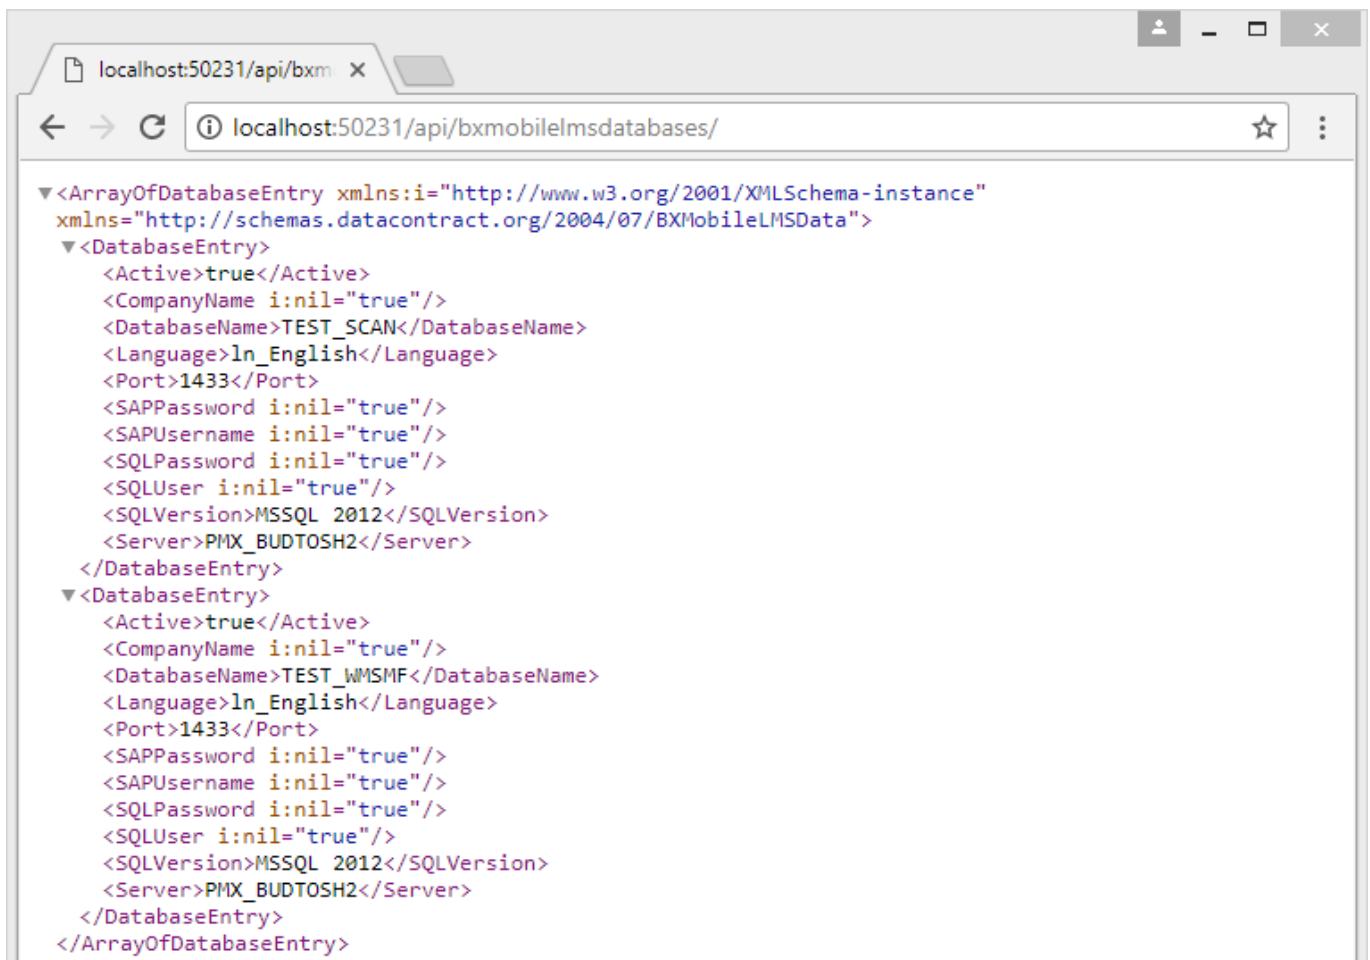 localhost:50231/api/bxm
localhost:50231/api/bxmobilelmsdatabases/
<ArrayOfDatabaseEntry xmlns:i="http://www.w3.org/2001/XMLSchema-instance"
xmlns="http://schemas.datacontract.org/2004/07/BXMobileLMSData">
<DatabaseEntry>
<Active>true</Active>
<CompanyName i:nil="true"/>
<DatabaseName>TEST_SCAN</DatabaseName>
<Language>ln_English</Language>
<Port>1433</Port>
<SAPPassword i:nil="true"/>
<SAPUsername i:nil="true"/>
<SQLPassword i:nil="true"/>
<SQLUser i:nil="true"/>
<SQLVersion>MSSQL 2012</SQLVersion>
<Server>PMX_BUDTOSH2</Server>
</DatabaseEntry>
<DatabaseEntry>
<Active>true</Active>
<CompanyName i:nil="true"/>
<DatabaseName>TEST_WMSMF</DatabaseName>
<Language>ln_English</Language>
<Port>1433</Port>
<SAPPassword i:nil="true"/>
<SAPUsername i:nil="true"/>
<SQLPassword i:nil="true"/>
<SQLUser i:nil="true"/>
<SQLVersion>MSSQL 2012</SQLVersion>
<Server>PMX_BUDTOSH2</Server>
</DatabaseEntry>
</ArrayOfDatabaseEntry>